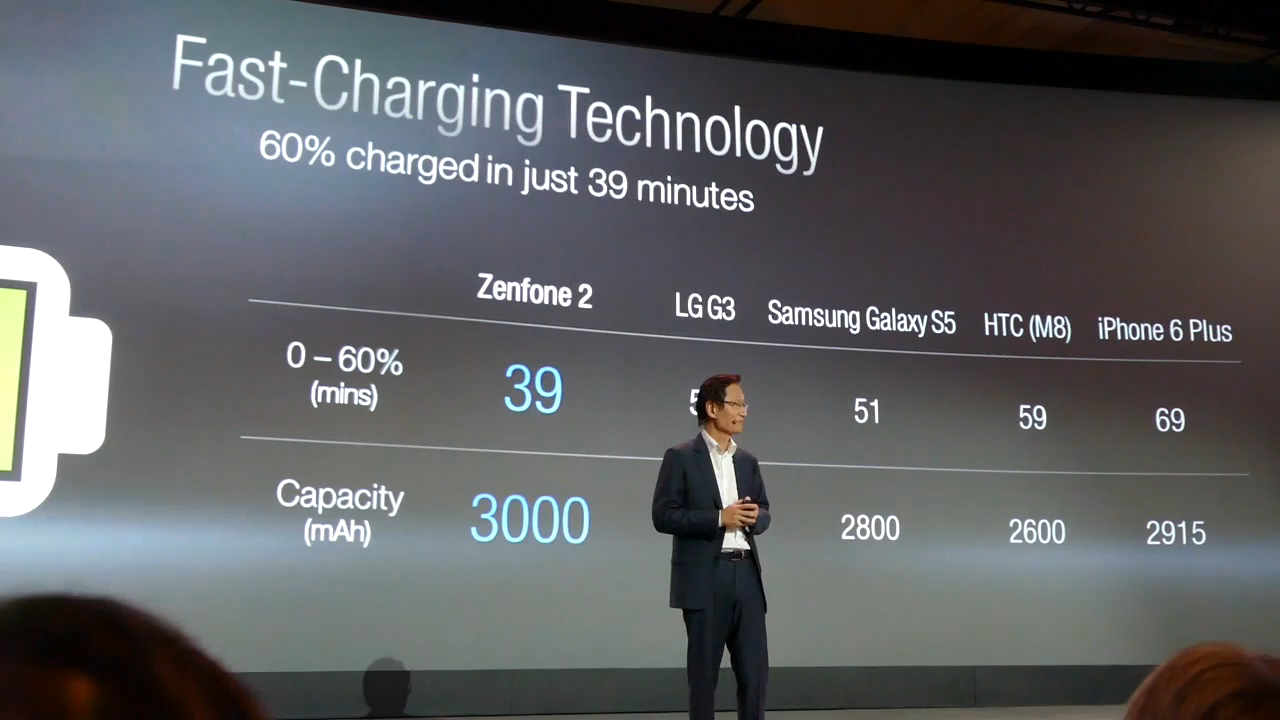 Fast-Charging Technology
60% charged in just 39 minutes
Zenfone 2 LG G3 Samsung Galaxy S5 HTC (M8) iPhone 6 Plus
0 – 60% 39 51 59 69
(mins)
Capacity 3000 2800 2600 2915
(mAh)